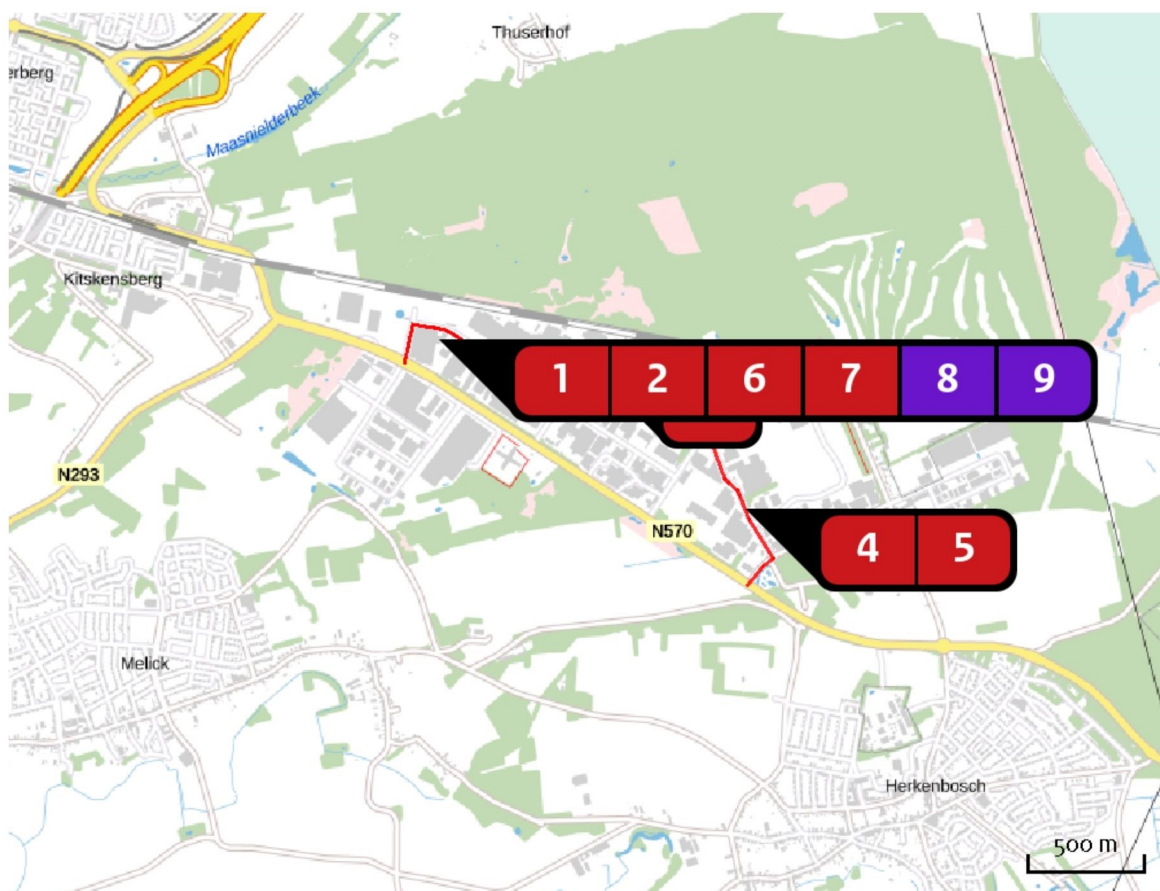 Thuserhof
erberg
Maasnielderbeek
Kitskensberg
1 2 6 7 8 9
N293
N570
4 5
Melick
Herkenbosch
500 m